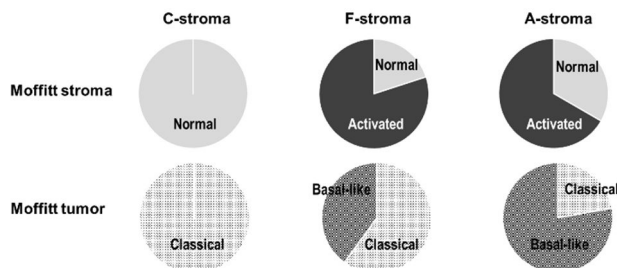 C-stroma F-stroma A-stroma
Moffitt stroma
Normal
Normal
Activated
Normal
Activated
Moffitt tumor
Classical
Basal-like
Classical
Classical
Basal-like